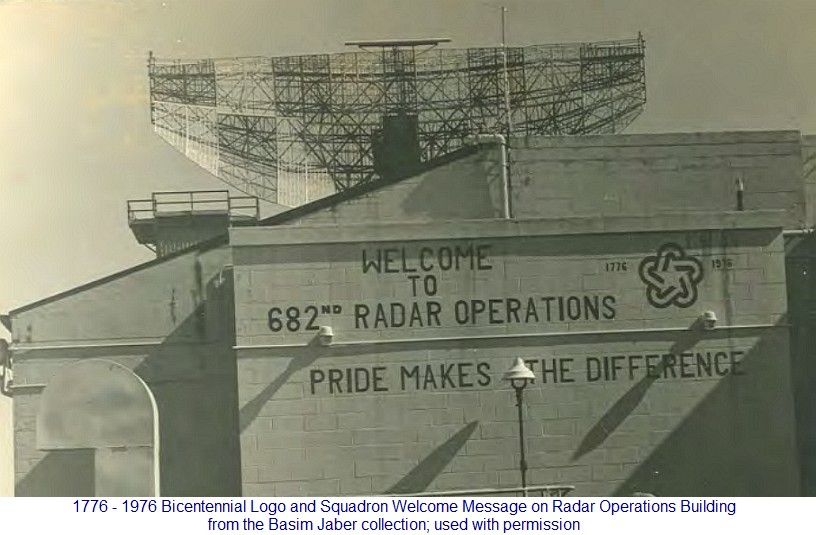 WELCOME
TO
682ND RADAR OPERATIONS
1776 1976
PRIDE MAKES THE DIFFERENCE
1776 - 1976 Bicentennial Logo and Squadron Welcome Message on Radar Operations Building
from the Basim Jaber collection; used with permission